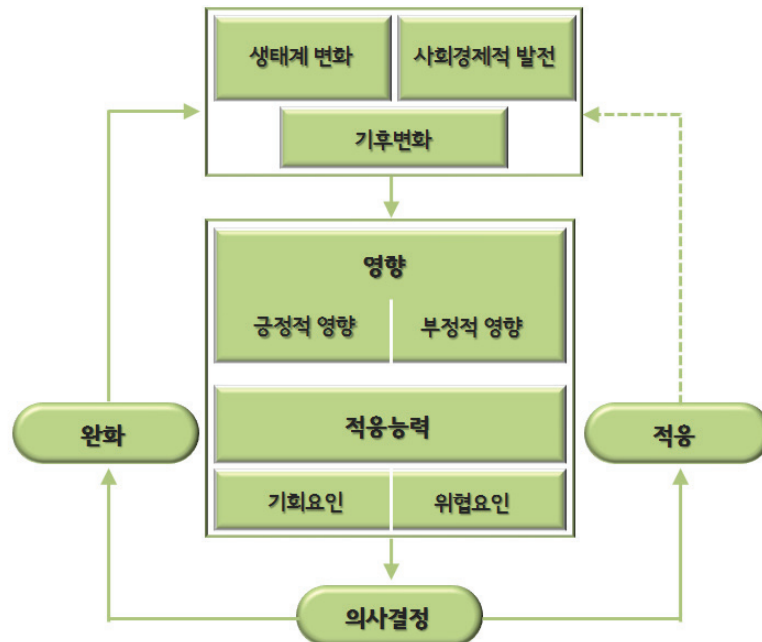 생태계 변화
사회경제적 발전
기후변화
영향
긍정적 영향
부정적 영향
적응능력
완화
적응
기회요인
위협요인
의사결정